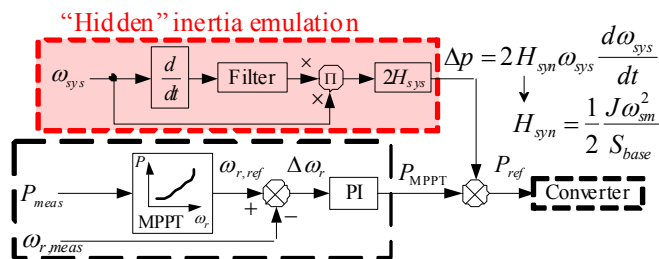 “Hidden” inertia emulation
ω_sys
d/dt
Filter
×
×
Π
2H_sys
Δp = 2H_syn ω_sys dω_sys/dt
H_syn = 1/2 Jω_sm^2/S_base
P_meas
P
ω_r
MPPT
ω_r,ref
+
−
Δω_r
PI
P_MPPT
P_ref
Converter
ω_r,meas